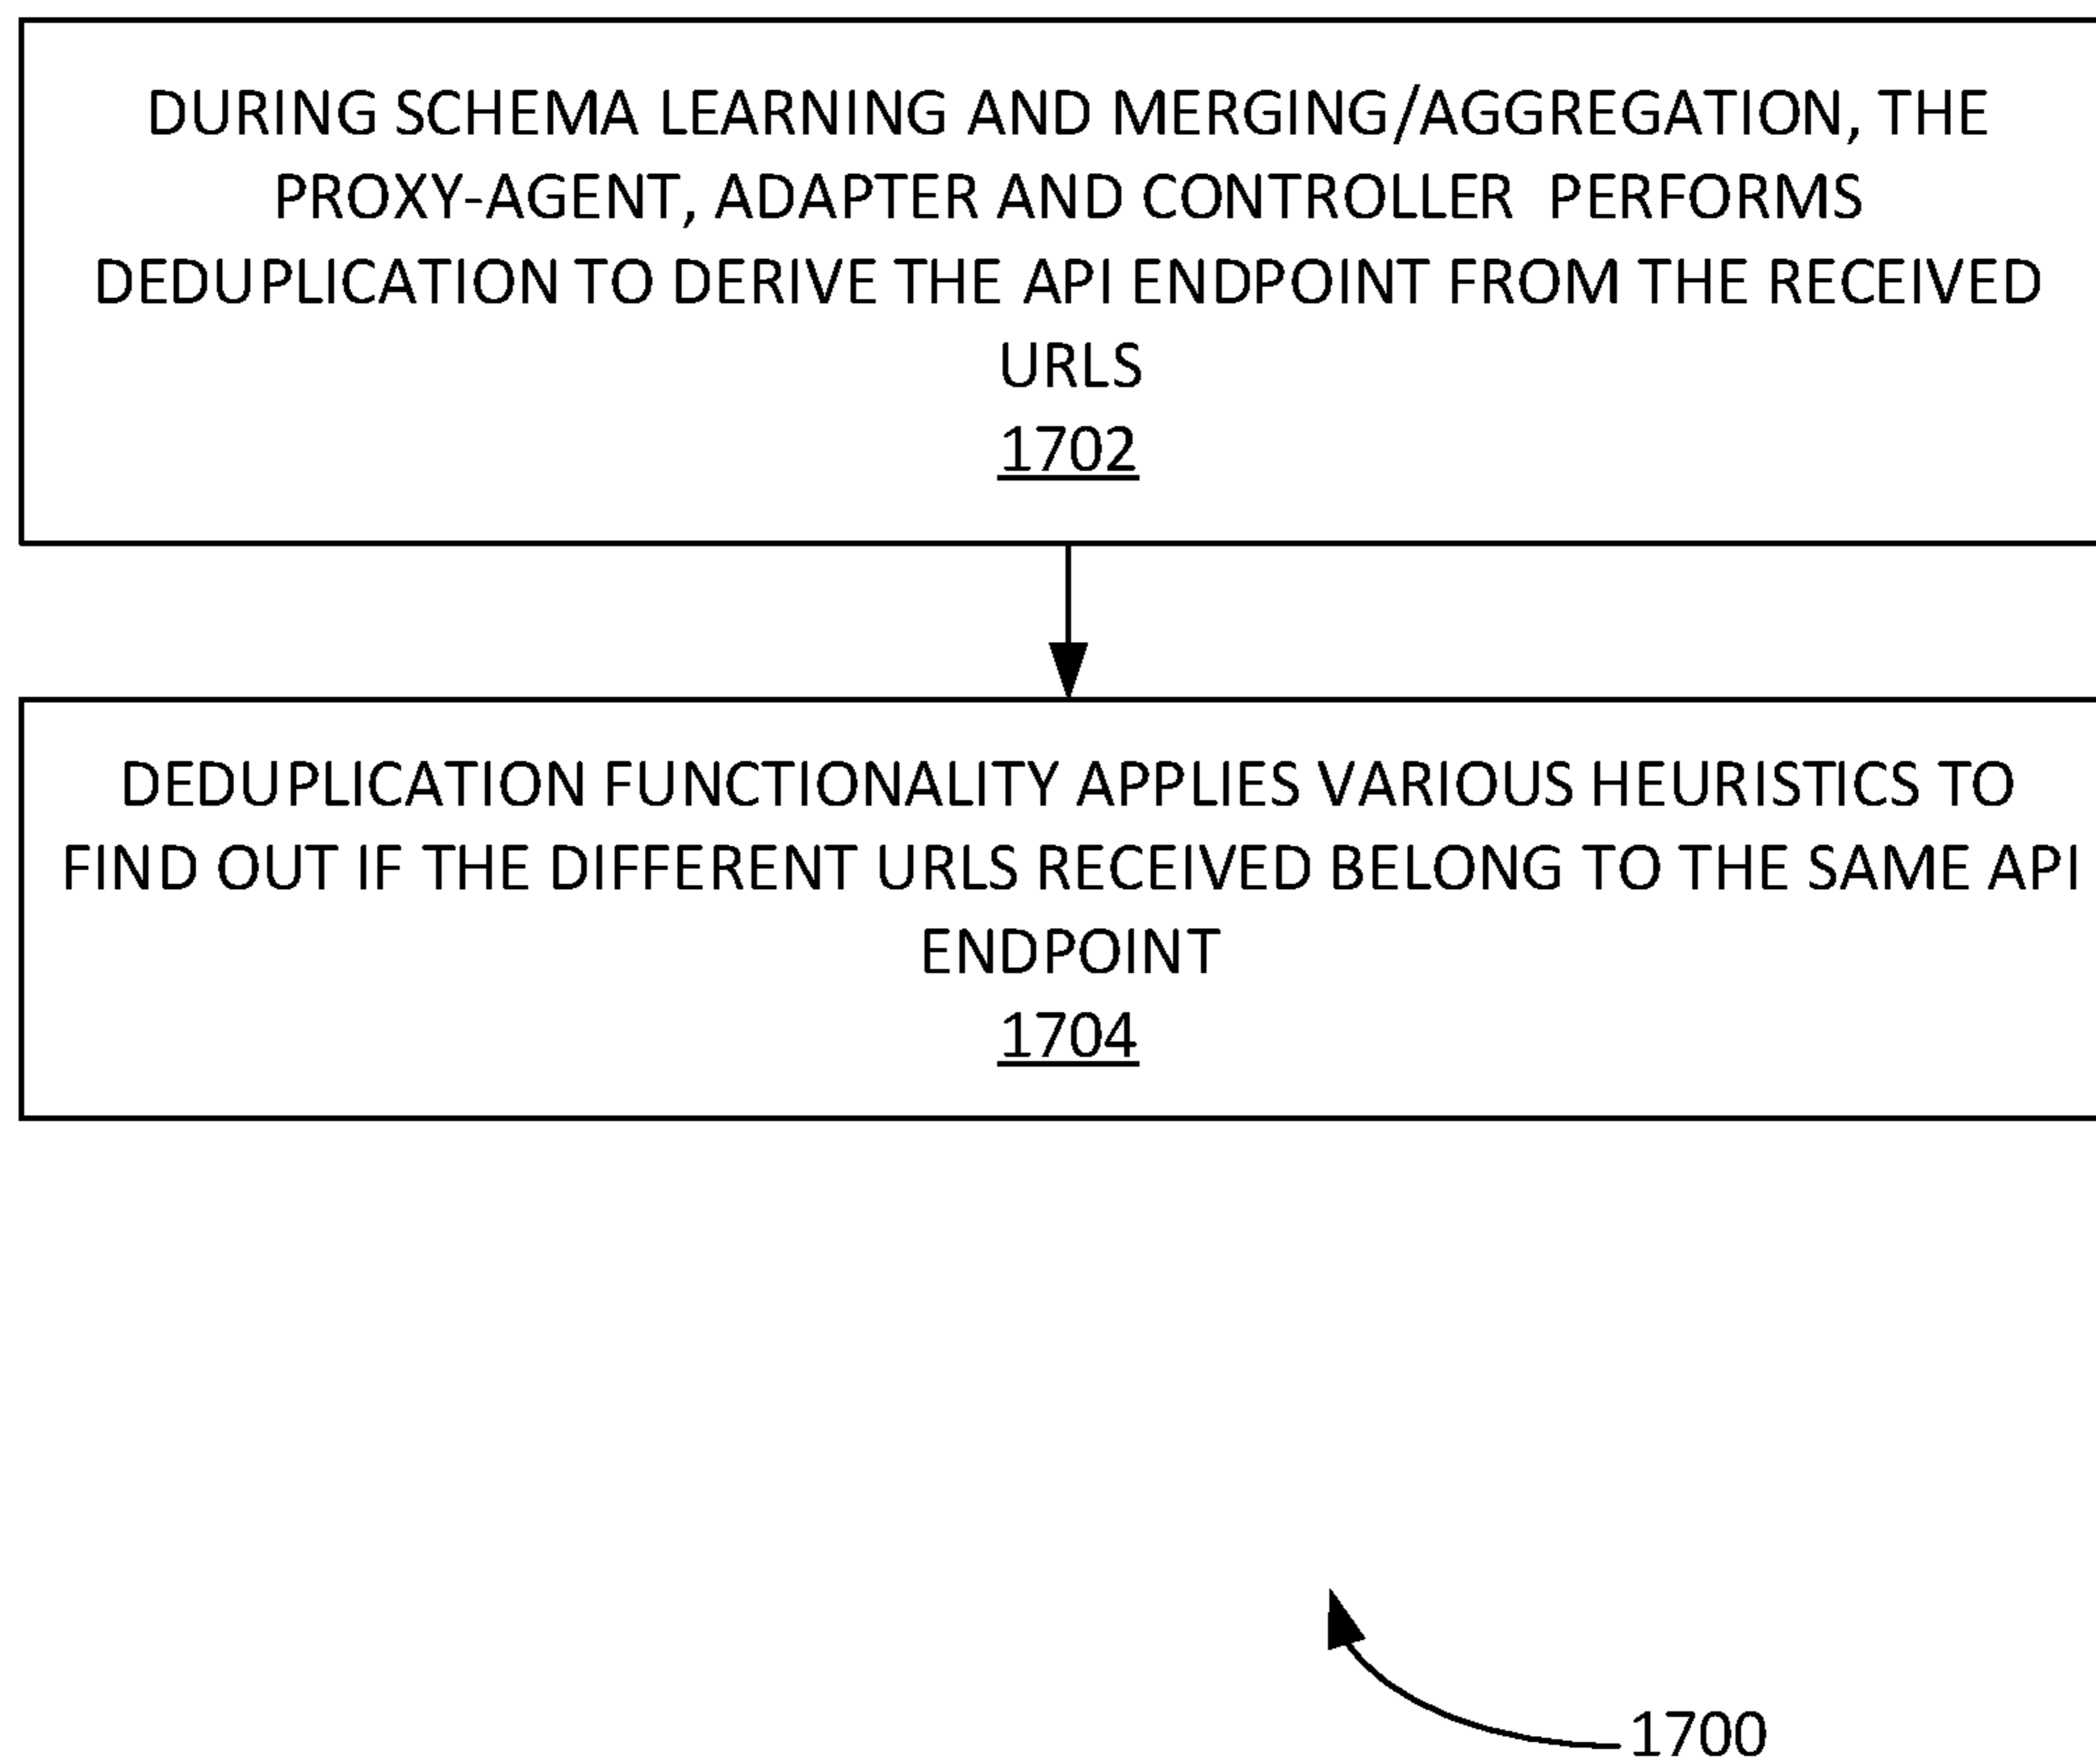 DURING SCHEMA LEARNING AND MERGING/AGGREGATION, THE
PROXY-AGENT, ADAPTER AND CONTROLLER PERFORMS
DEDUPLICATION TO DERIVE THE API ENDPOINT FROM THE RECEIVED
URLS
1702
DEDUPLICATION FUNCTIONALITY APPLIES VARIOUS HEURISTICS TO
FIND OUT IF THE DIFFERENT URLS RECEIVED BELONG TO THE SAME API
ENDPOINT
1704
1700